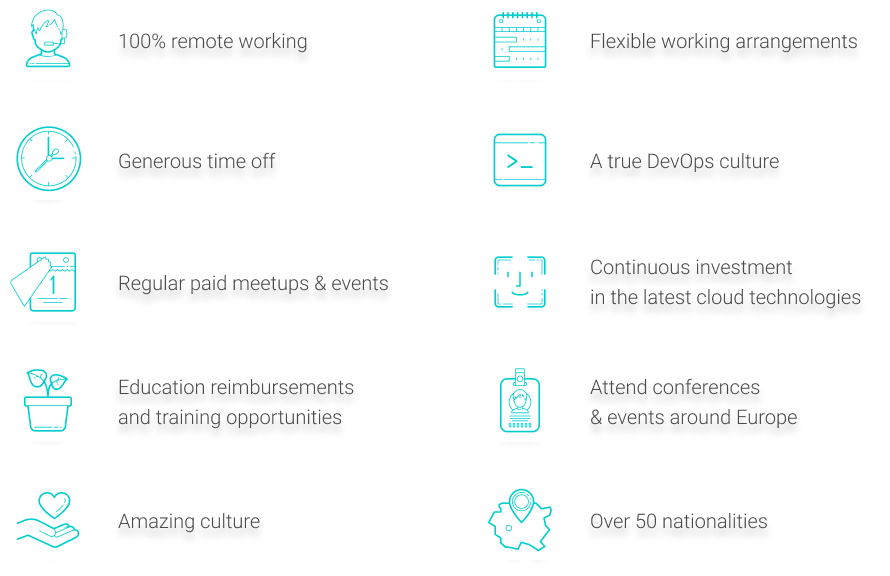 100% remote working
Flexible working arrangements
Generous time off
>_
A true DevOps culture
1
Regular paid meetups & events
Continuous investment
in the latest cloud technologies
Education reimbursements
and training opportunities
Attend conferences
& events around Europe
Amazing culture
Over 50 nationalities